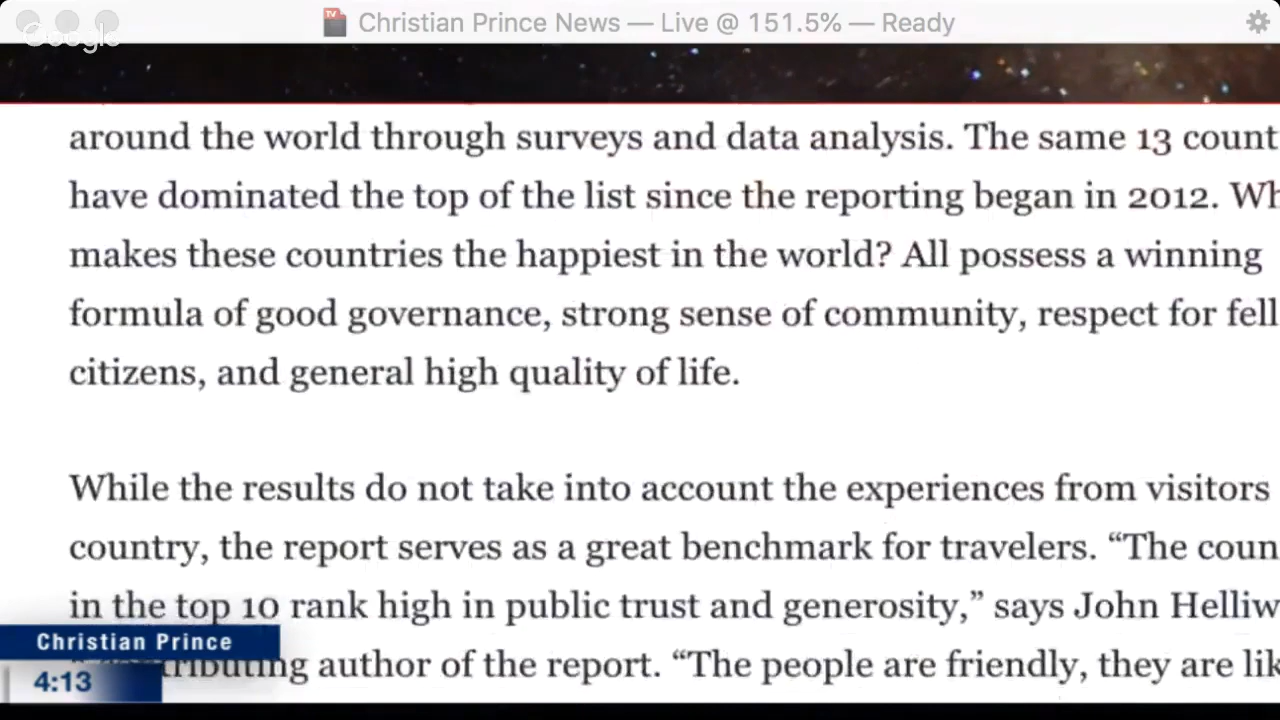 Christian Prince News — Live @ 151.5% — Ready
Google
around the world through surveys and data analysis. The same 13 count
have dominated the top of the list since the reporting began in 2012. Wh
makes these countries the happiest in the world? All possess a winning
formula of good governance, strong sense of community, respect for fell
citizens, and general high quality of life.
While the results do not take into account the experiences from visitors
country, the report serves as a great benchmark for travelers. “The coun
in the top 10 rank high in public trust and generosity,” says John Helliw
author of the report. “The people are friendly, they are lik
Christian Prince
4:13